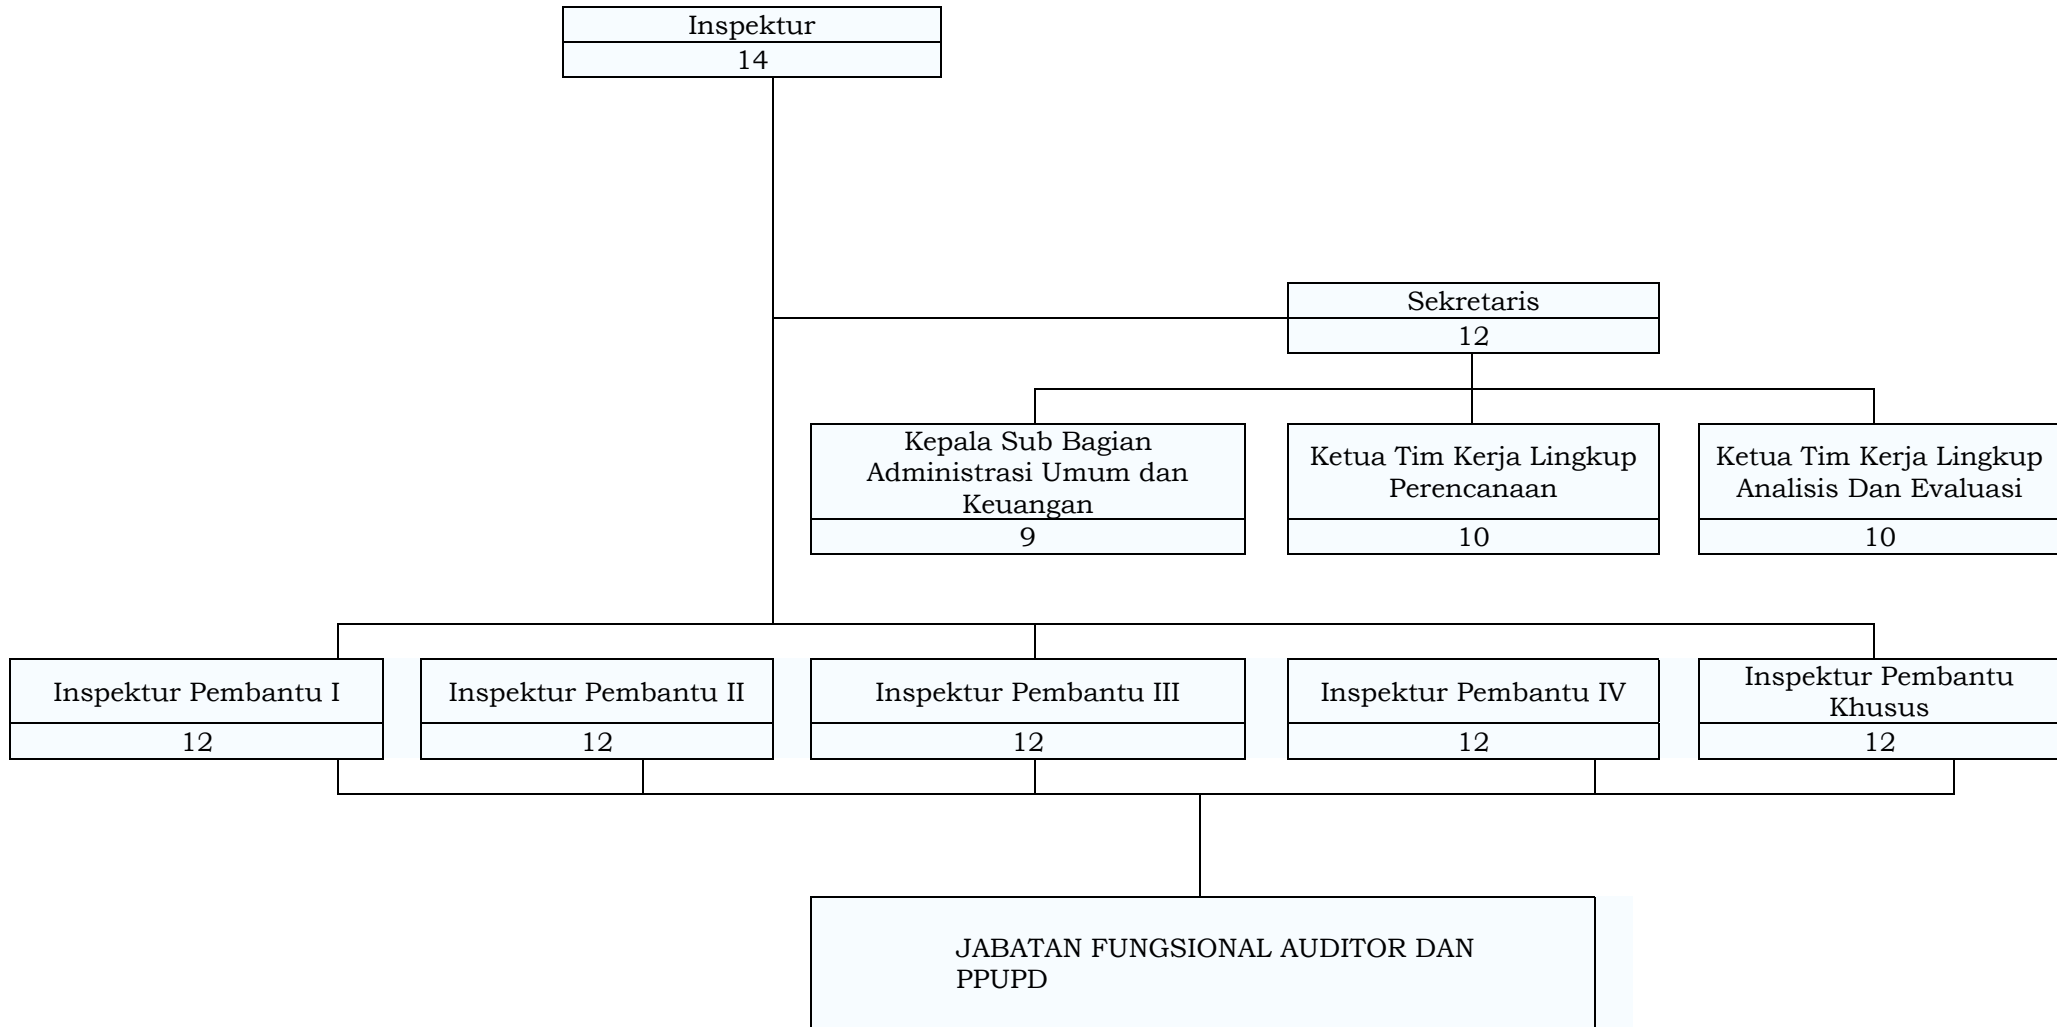 Inspektur
14
Sekretaris
12
Kepala Sub Bagian
Administrasi Umum dan
Keuangan
9
Ketua Tim Kerja Lingkup
Perencanaan
10
Ketua Tim Kerja Lingkup
Analisis Dan Evaluasi
10
Inspektur Pembantu I
12
Inspektur Pembantu II
12
Inspektur Pembantu III
12
Inspektur Pembantu IV
12
Inspektur Pembantu
Khusus
12
JABATAN FUNGSIONAL AUDITOR DAN
PPUPD